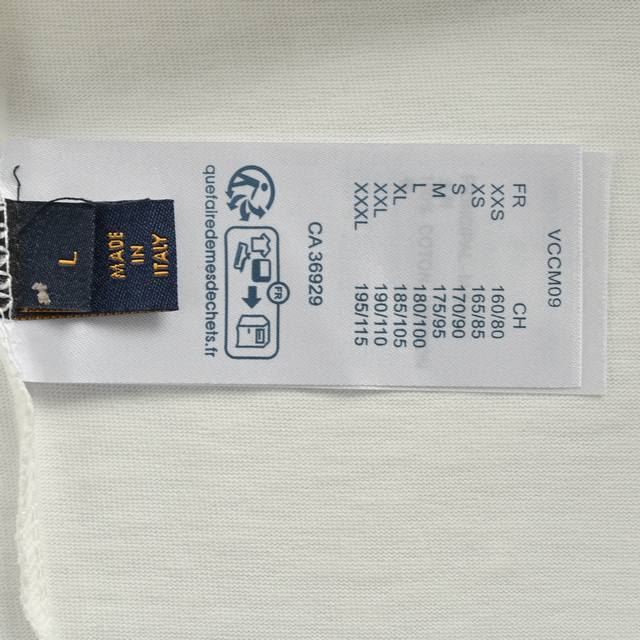 VCCM09
FR CH
XXS 160/80
XS 165/85
S 170/90
M 175/95
L 180/100
XL 185/105
XXL 190/110
XXXL 195/115
CA 36929
FR
quefairedemesdechets.fr
L
MADE
IN
ITALY